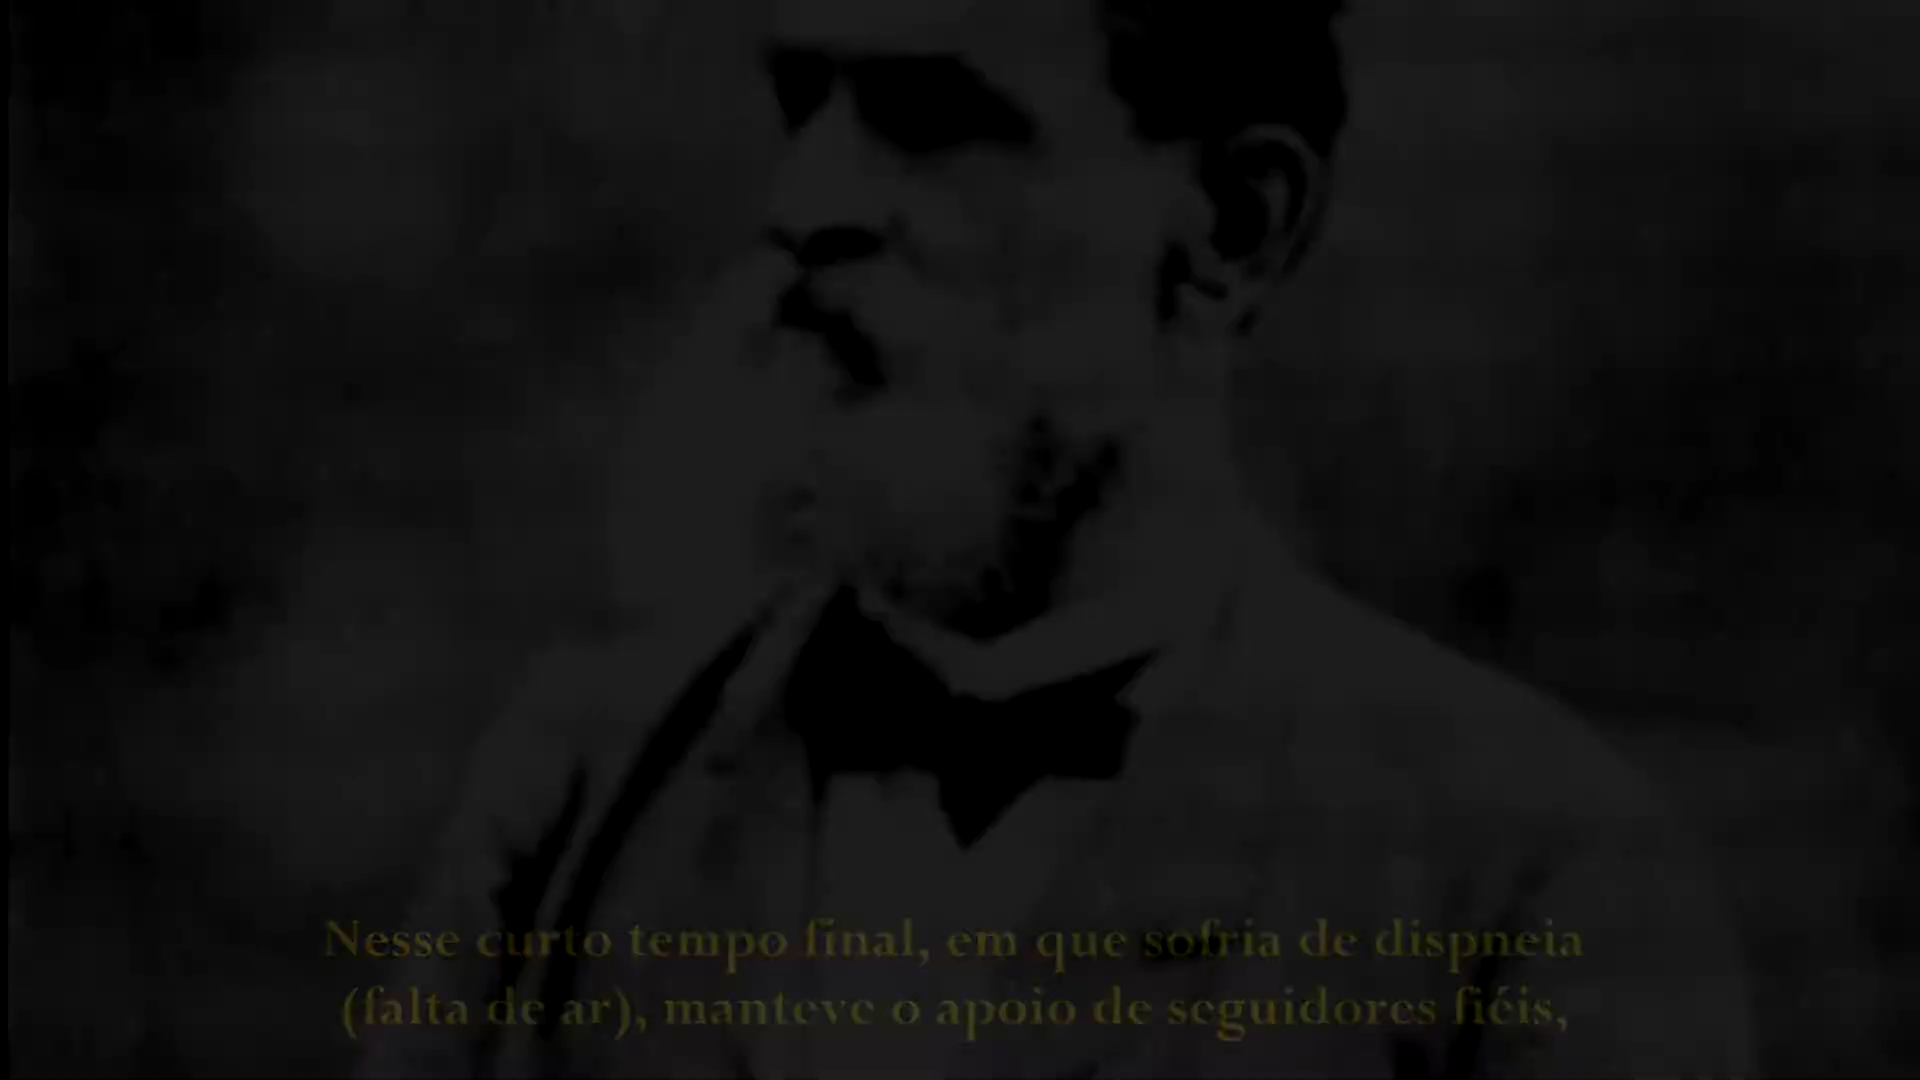 Nesse curto tempo final, em que sofria de dispneia
(falta de ar), manteve o apoio de seguidores fiéis,